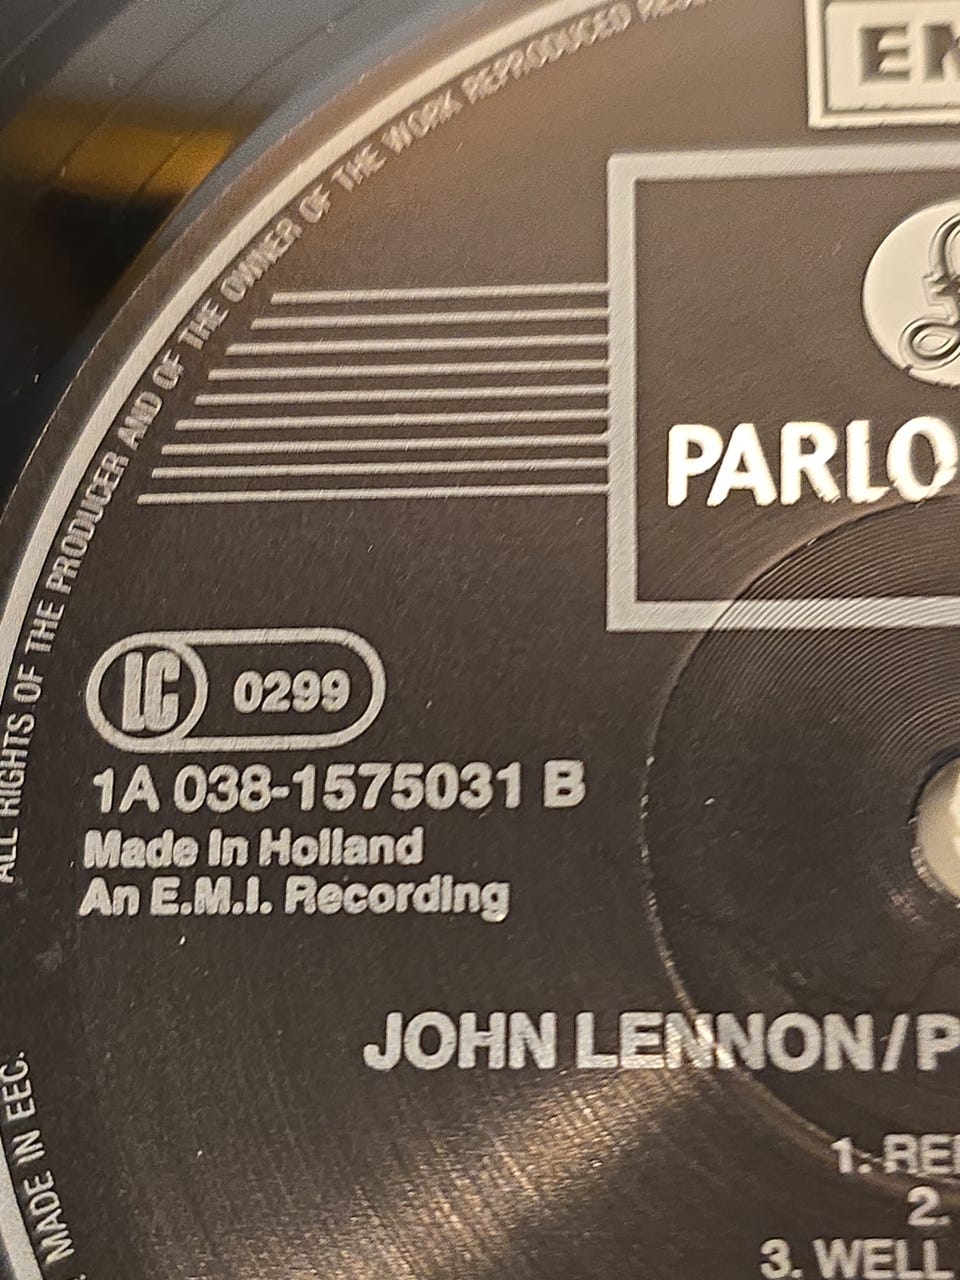 ALL RIGHTS OF THE PRODUCER AND OF THE OWNER OF THE WORK REPRODUCED
EM
PARLO
LC 0299
1A 038-1575031 B
Made In Holland
An E.M.I. Recording
JOHN LENNON/P
1. RE
2.
3. WELL
MADE IN EEC.